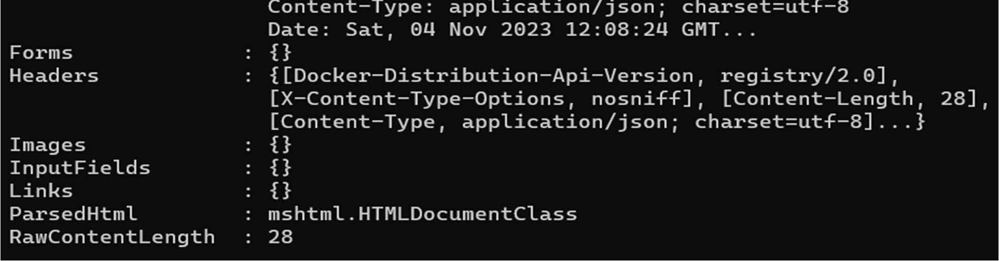 Content-Type: application/json; charset=utf-8
Date: Sat, 04 Nov 2023 12:08:24 GMT...
Forms : {}
Headers : {[Docker-Distribution-Api-Version, registry/2.0],
[X-Content-Type-Options, nosniff], [Content-Length, 28],
[Content-Type, application/json; charset=utf-8]...}
Images : {}
InputFields : {}
Links : {}
ParsedHtml : mshtml.HTMLDocumentClass
RawContentLength : 28